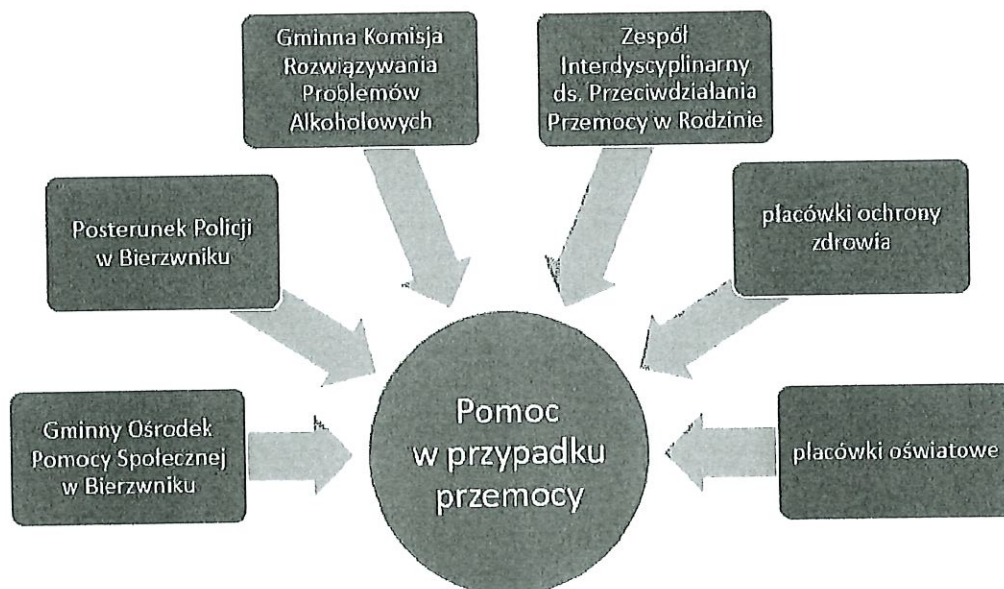 Gminna Komisja
Rozwiązywania
Problemów
Alkoholowych
Zespół
Interdyscyplinarny
ds. Przeciwdziałania
Przemocy w Rodzinie
Posterunek Policji
w Bierzwniku
placówki ochrony
zdrowia
Gminny Ośrodek
Pomocy Społecznej
w Bierzwniku
Pomoc
w przypadku
przemocy
placówki oświatowe